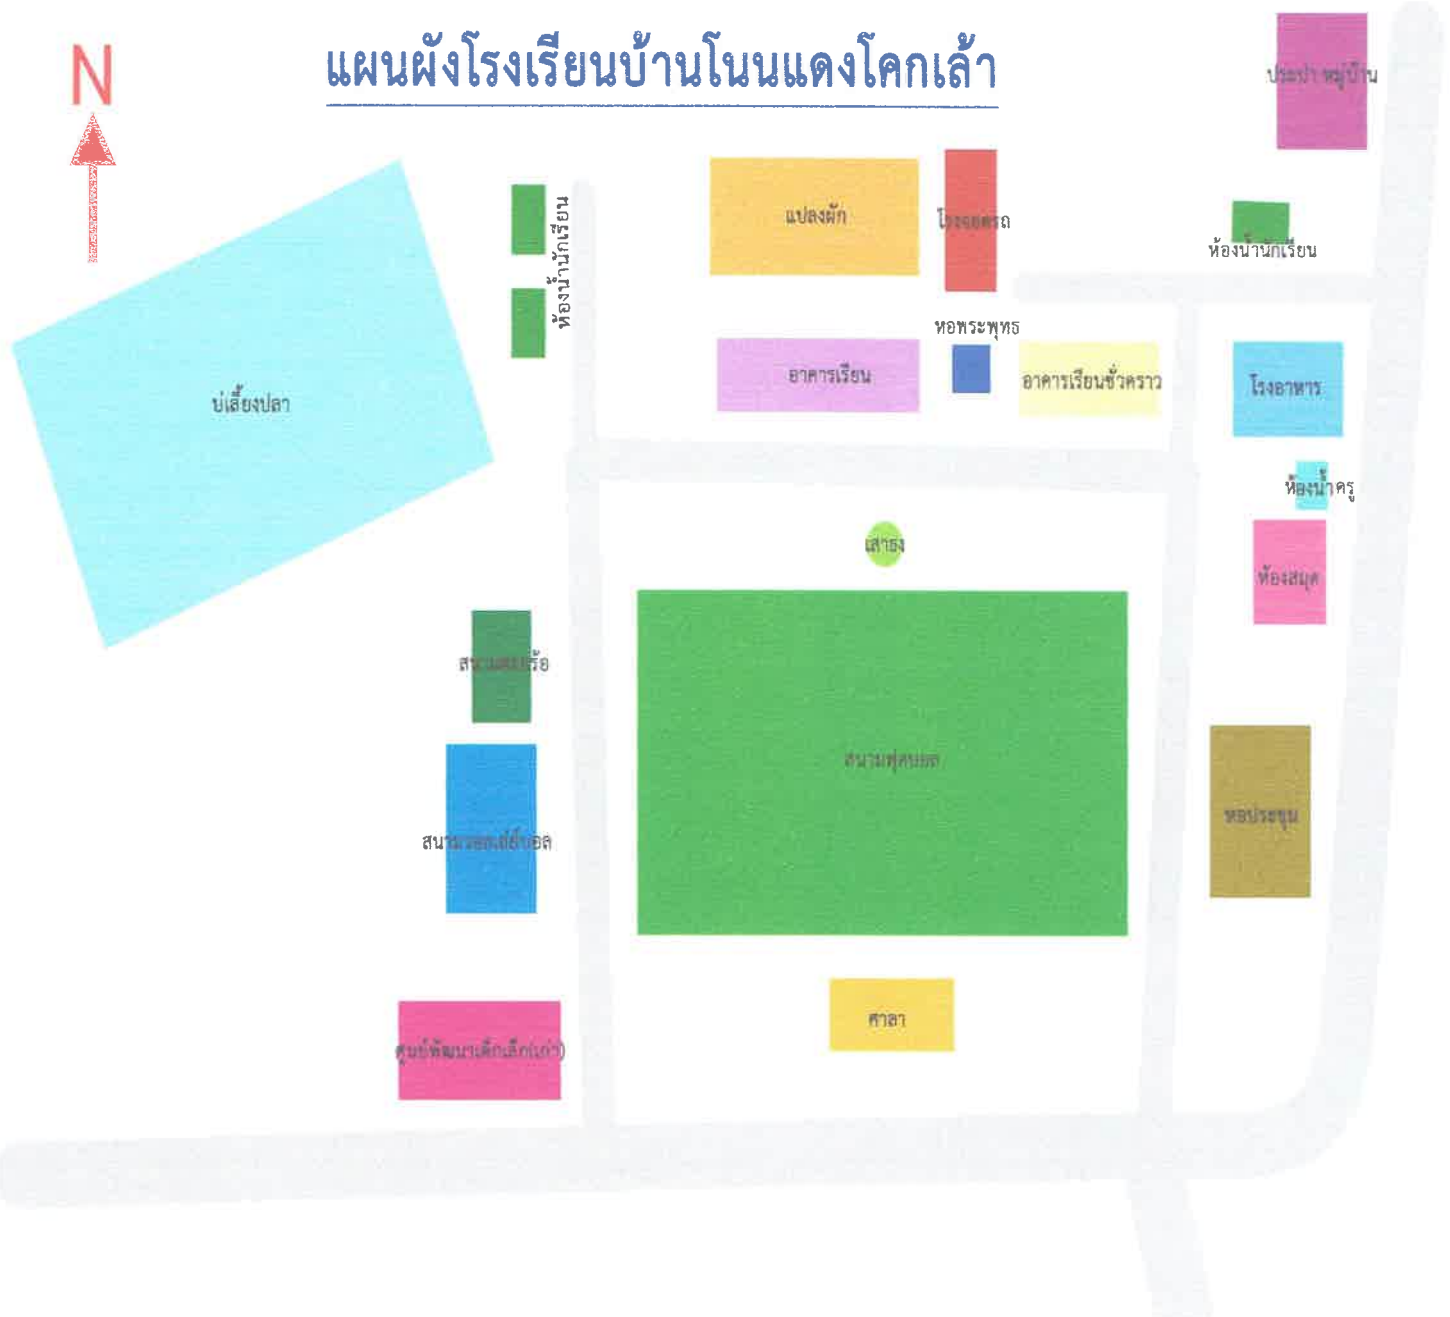 N
แผนผังโรงเรียนบ้านโนนแดงโคกเล้า
ประปา หมู่บ้าน
แปลงผัก
โรงจอดรถ
ห้องน้ำนักเรียน
ห้องน้ำนักเรียน
หอพระพุทธ
อาคารเรียน
อาคารเรียนชั่วคราว
โรงอาหาร
บ่เลี้ยงปลา
ห้องน้ำครู
เสาธง
ห้องสมุด
สนามตะกร้อ
สนามฟุตบอล
หอประชุม
สนามวอลเลย์บอล
ศาลา
ศูนย์พัฒนาเด็กเล็ก(เก่า)